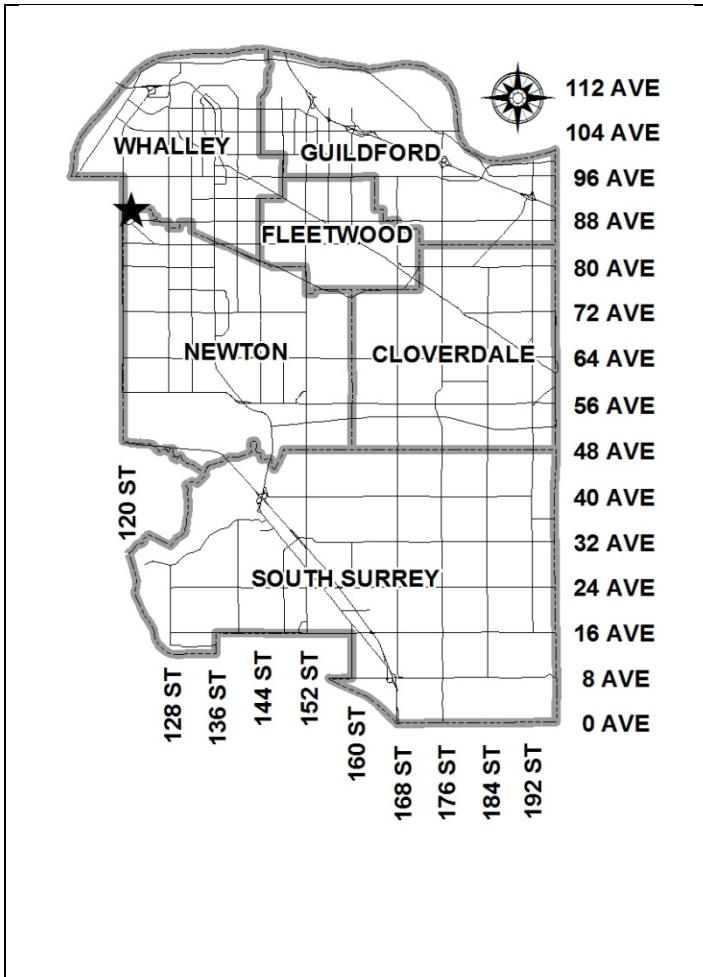 112 AVE
104 AVE
WHALLEY
GUILDFORD
96 AVE
88 AVE
FLEETWOOD
80 AVE
72 AVE
NEWTON
CLOVERDALE
64 AVE
56 AVE
48 AVE
120 ST
40 AVE
32 AVE
SOUTH SURREY
24 AVE
16 AVE
128 ST
136 ST
144 ST
152 ST
160 ST
8 AVE
0 AVE
168 ST
176 ST
184 ST
192 ST